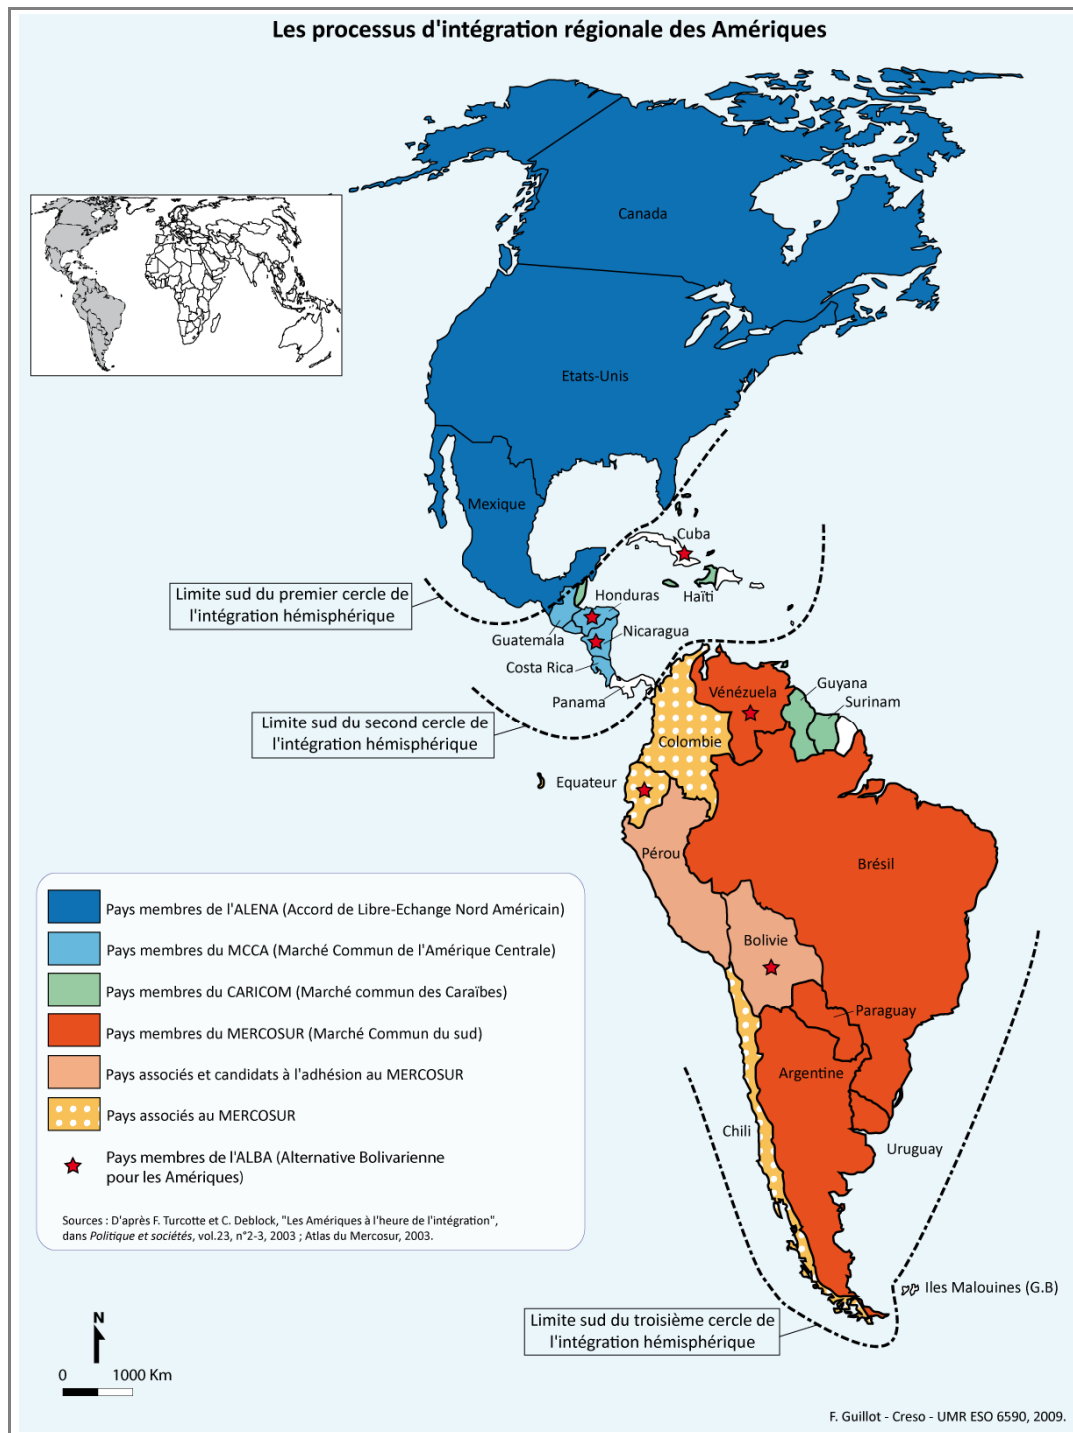 Les processus d'intégration régionale des Amériques
Canada
Etats-Unis
Mexique
Cuba
Limite sud du premier cercle de
l'intégration hémisphérique
Haïti
Honduras
Guatemala
Nicaragua
Costa Rica
Panama
Limite sud du second cercle de
l'intégration hémisphérique
Vénézuela
Guyana
Surinam
Colombie
Equateur
Pérou
Brésil
Bolivie
Paraguay
Argentine
Chili
Uruguay
Pays membres de l'ALENA (Accord de Libre-Echange Nord Américain)
Pays membres du MCCA (Marché Commun de l'Amérique Centrale)
Pays membres du CARICOM (Marché commun des Caraïbes)
Pays membres du MERCOSUR (Marché Commun du sud)
Pays associés et candidats à l'adhésion au MERCOSUR
Pays associés au MERCOSUR
Pays membres de l'ALBA (Alternative Bolivarienne
pour les Amériques)
Sources : D'après F. Turcotte et C. Deblock, "Les Amériques à l'heure de l'intégration",
dans Politique et sociétés, vol.23, n°2-3, 2003 ; Atlas du Mercosur, 2003.
Iles Malouines (G.B)
Limite sud du troisième cercle de
l'intégration hémisphérique
N
0 1000 Km
F. Guillot - Creso - UMR ESO 6590, 2009.